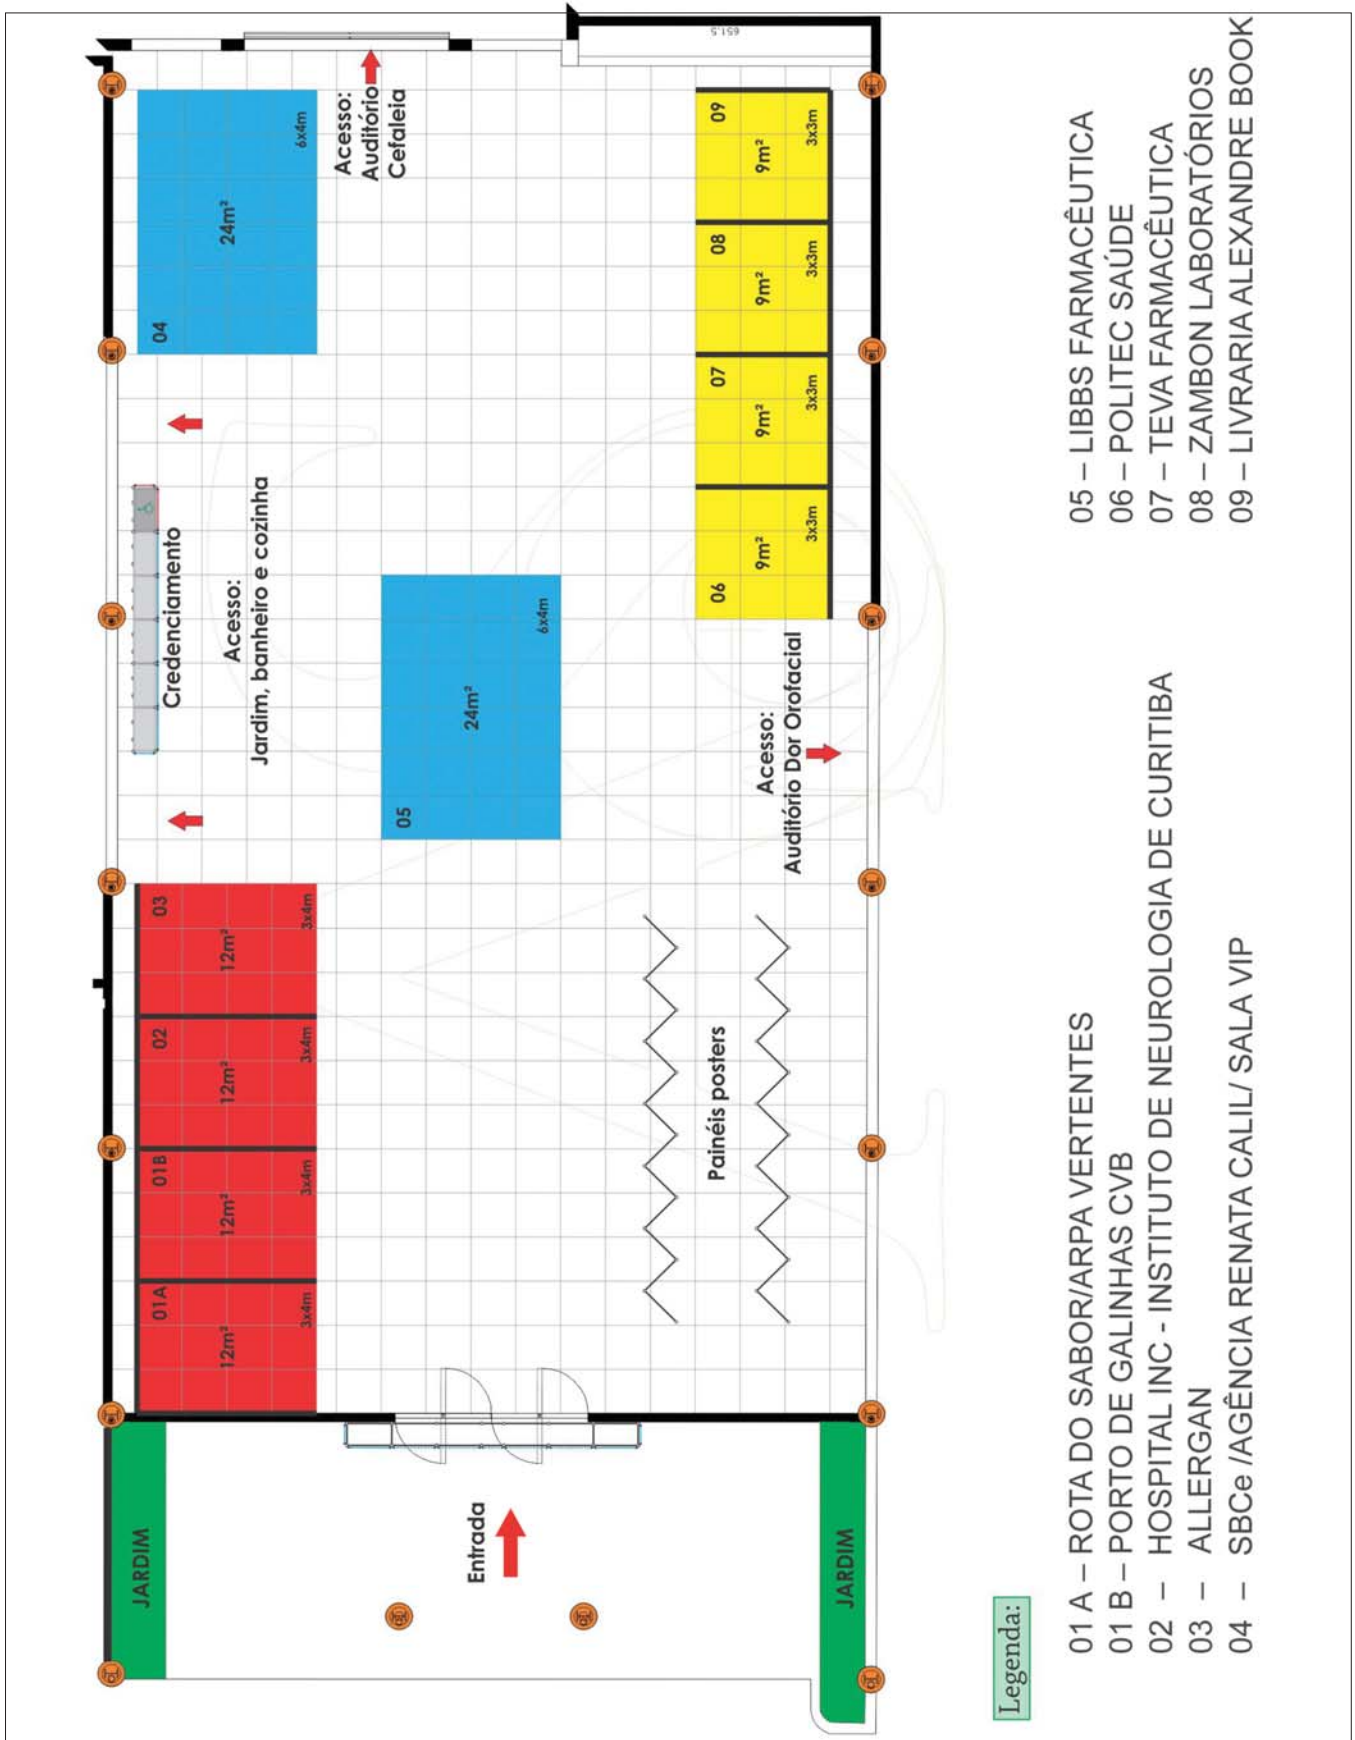 JARDIM
01A
12m²
3x4m
01B
12m²
3x4m
02
12m²
3x4m
03
12m²
3x4m
Credenciamento
Acesso:
Jardim, banheiro e cozinha
04
24m²
6x4m
Acesso:
Auditório
Cefaleia
651.5
Entrada
05
24m²
6x4m
Painéis posters
Acesso:
Auditório Dor Orofacial
06
9m²
3x3m
07
9m²
3x3m
08
9m²
3x3m
09
9m²
3x3m
JARDIM
Legenda:
01 A – ROTA DO SABOR/ARPA VERTENTES
01 B – PORTO DE GALINHAS CVB
02 – HOSPITAL INC - INSTITUTO DE NEUROLOGIA DE CURITIBA
03 – ALLERGAN
04 – SBCe /AGÊNCIA RENATA CALIL/ SALA VIP
05 – LIBBS FARMACÊUTICA
06 – POLITEC SAÚDE
07 – TEVA FARMACÊUTICA
08 – ZAMBON LABORATÓRIOS
09 – LIVRARIA ALEXANDRE BOOK